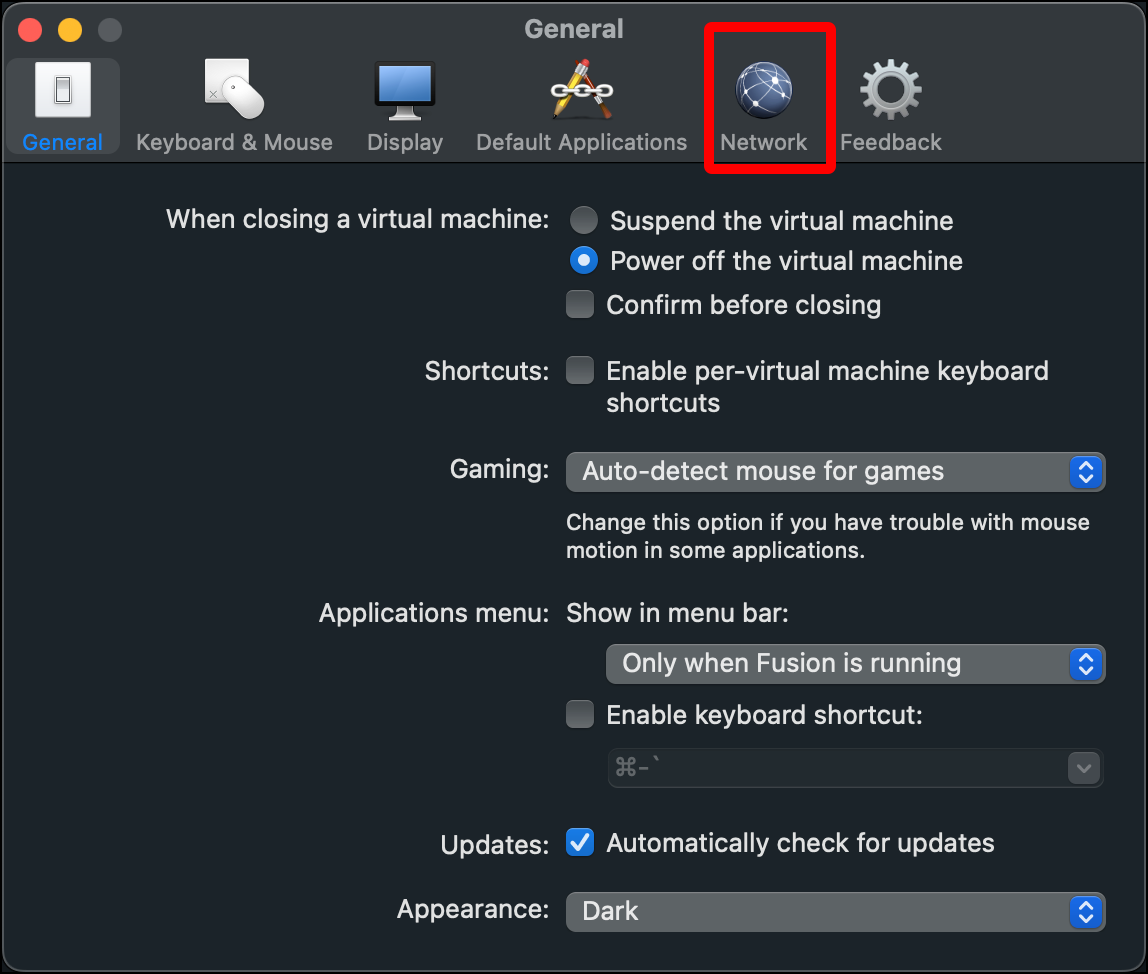 General
General
Keyboard & Mouse
Display
Default Applications
Network
Feedback
When closing a virtual machine:
Suspend the virtual machine
Power off the virtual machine
Confirm before closing
Shortcuts:
Enable per-virtual machine keyboard
shortcuts
Gaming:
Auto-detect mouse for games
Change this option if you have trouble with mouse
motion in some applications.
Applications menu:
Show in menu bar:
Only when Fusion is running
Enable keyboard shortcut:
⌘-`
Updates:
Automatically check for updates
Appearance:
Dark